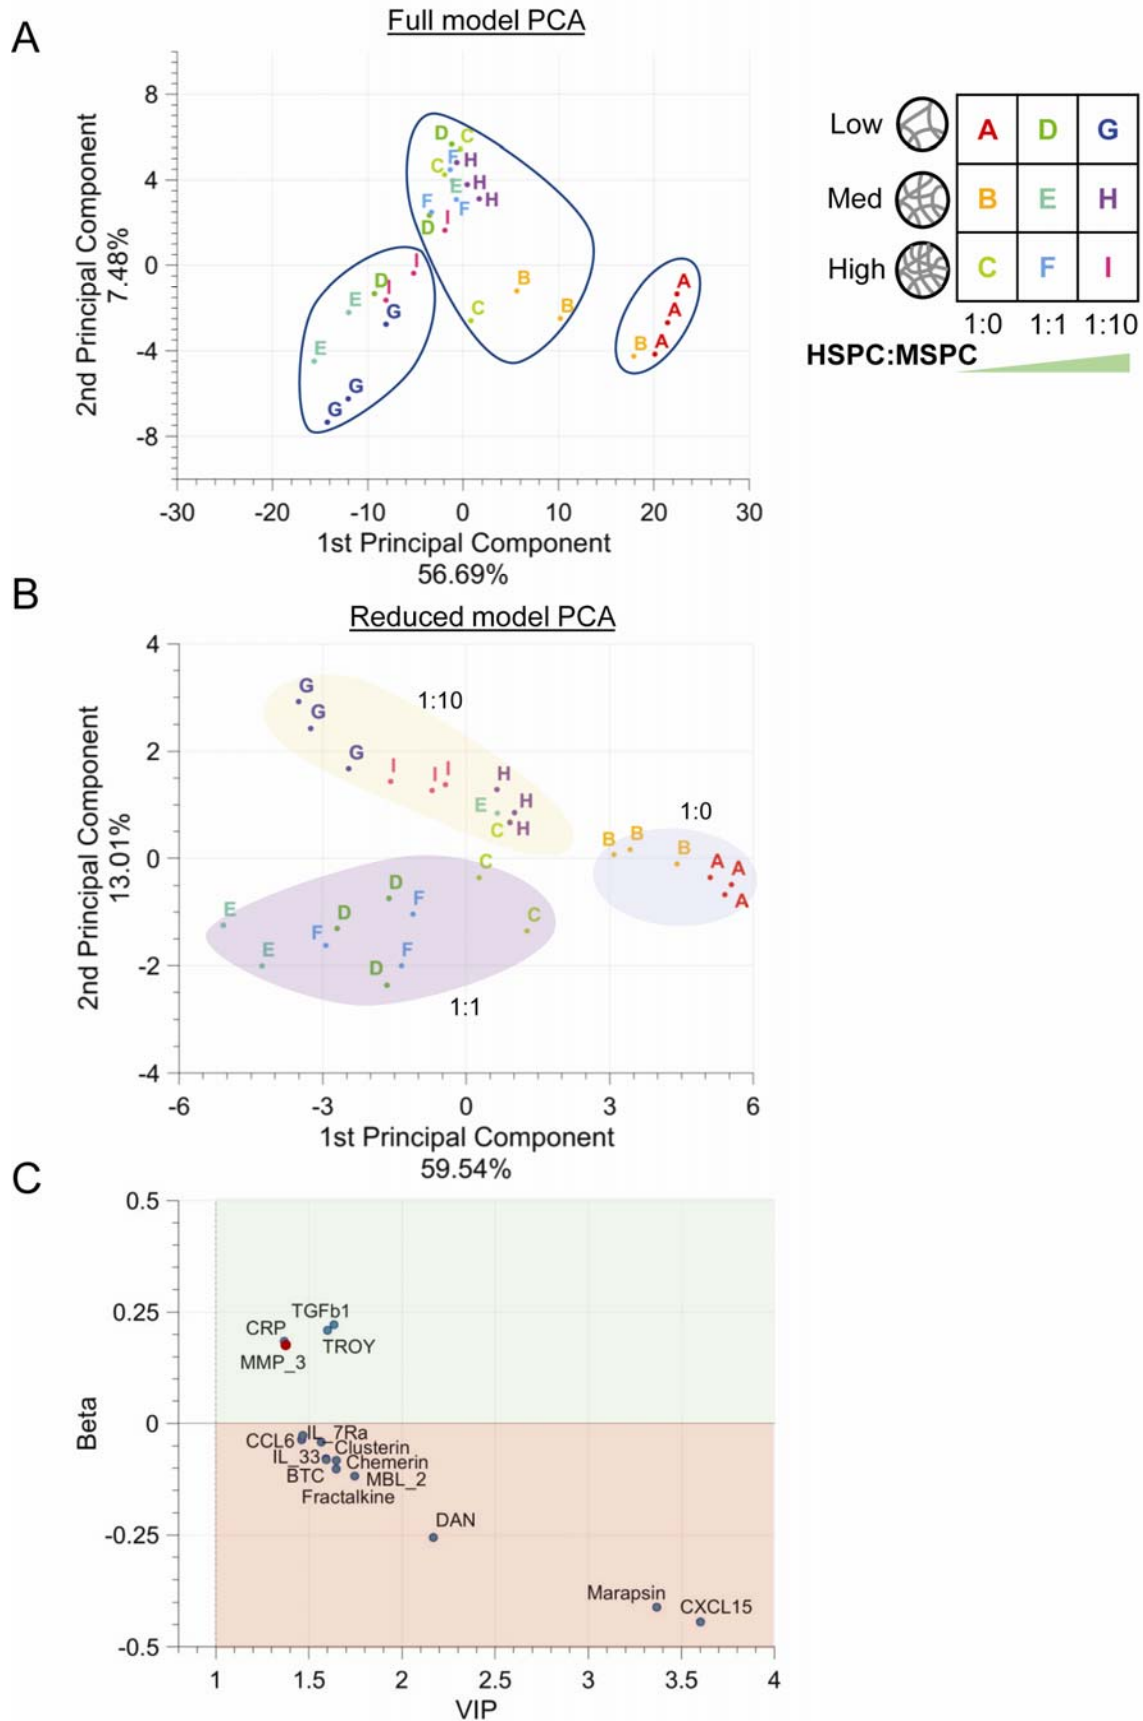 A
Full model PCA
8
4
0
-4
-8
2nd Principal Component
7.48%
D
C
F
H
C
E
H
H
F
F
I
D
I
D
I
E
G
E
G
G
B
B
C
A
A
A
B
-30 -20 -10 0 10 20 30
1st Principal Component
56.69%
Low A D G
Med B E H
High C F I
1:0 1:1 1:10
HSPC:MSPC
B
Reduced model PCA
4
2
0
-2
-4
2nd Principal Component
13.01%
G
G
G
1:10
I
I
I
H
H
E
C
H
1:0
B
B
B
A
A
A
C
C
D
F
E
D
F
F
E
D
1:1
-6 -3 0 3 6
1st Principal Component
59.54%
C
0.5
0.25
0
-0.25
-0.5
Beta
TGFb1
CRP
TROY
MMP_3
IL_7Ra
CCL6
Clusterin
IL_33
Chemerin
BTC
MBL_2
Fractalkine
DAN
Marapsin
CXCL15
1 1.5 2 2.5 3 3.5 4
VIP